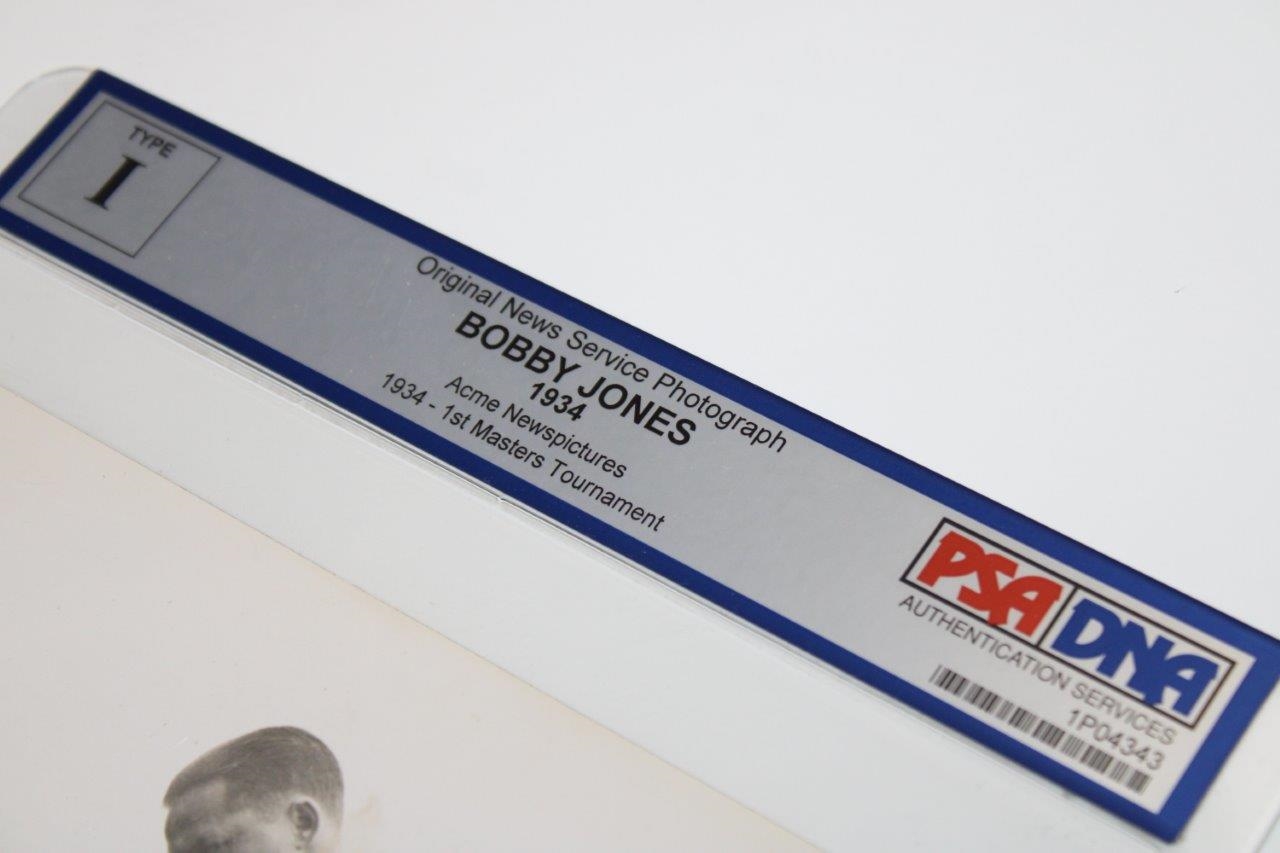 TYPE
I
Original News Service Photograph
BOBBY JONES
1934
Acme Newspictures
1934 - 1st Masters Tournament
PSA DNA
AUTHENTICATION SERVICES
1P04343